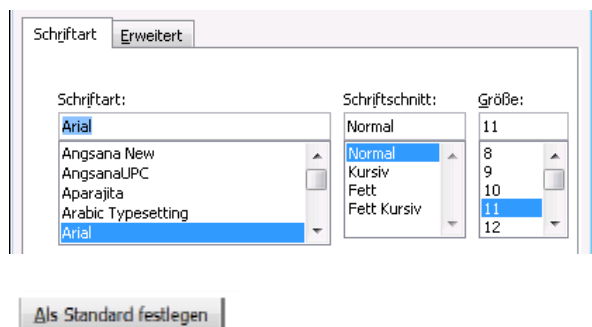 Schriftart Erweitert
Schriftart: Schriftschnitt: Größe:
Arial Normal 11
Angsana New Normal 8
AngsanaUPC Kursiv 9
Aparajita Fett 10
Arabic Typesetting Fett Kursiv 11
Arial 12
Als Standard festlegen